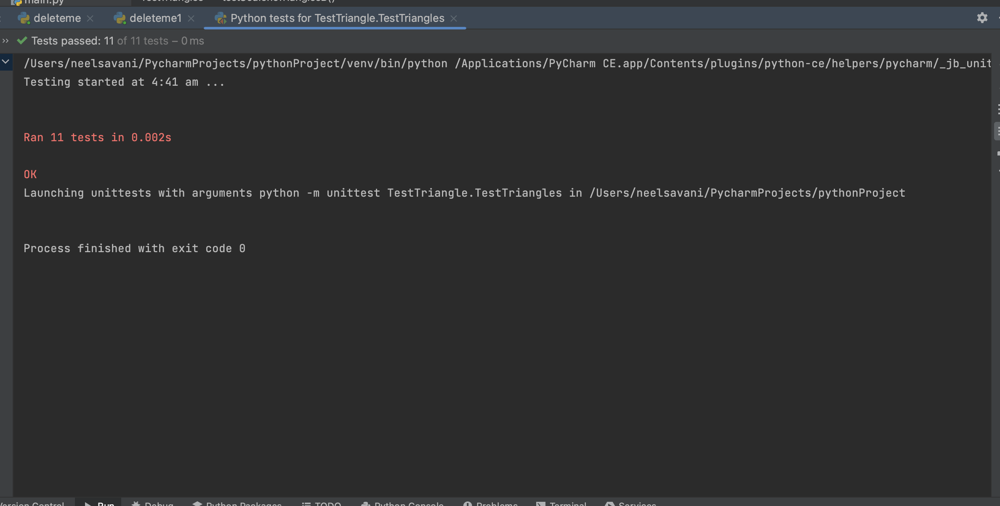 main.py TestTriangles
deleteme deleteme1 Python tests for TestTriangle.TestTriangles
Tests passed: 11 of 11 tests – 0 ms
/Users/neelsavani/PycharmProjects/pythonProject/venv/bin/python /Applications/PyCharm CE.app/Contents/plugins/python-ce/helpers/pycharm/_jb_unit
Testing started at 4:41 am ...
Ran 11 tests in 0.002s
OK
Launching unittests with arguments python -m unittest TestTriangle.TestTriangles in /Users/neelsavani/PycharmProjects/pythonProject
Process finished with exit code 0
Version Control Run Debug Python Packages TODO Python Console Problems Terminal Services